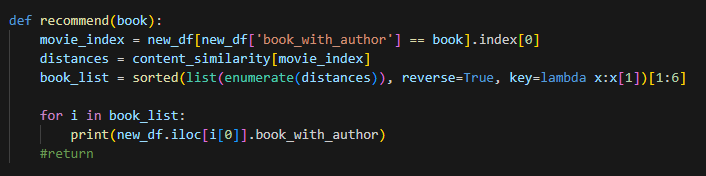 def recommend(book):
    movie_index = new_df[new_df['book_with_author'] == book].index[0]
    distances = content_similarity[movie_index]
    book_list = sorted(list(enumerate(distances)), reverse=True, key=lambda x:x[1])[1:6]

    for i in book_list:
        print(new_df.iloc[i[0]].book_with_author)
    #return